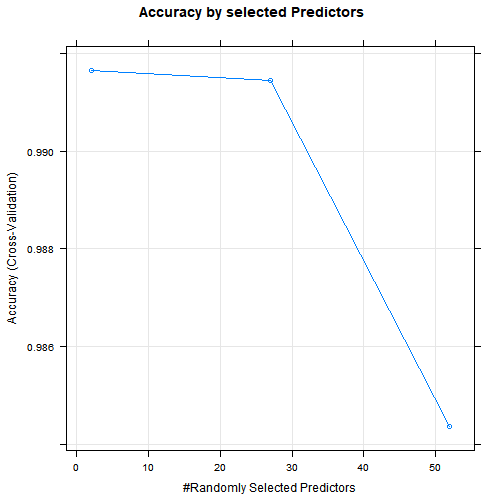 Accuracy by selected Predictors
Accuracy (Cross-Validation)
0.990
0.988
0.986
0 10 20 30 40 50
#Randomly Selected Predictors